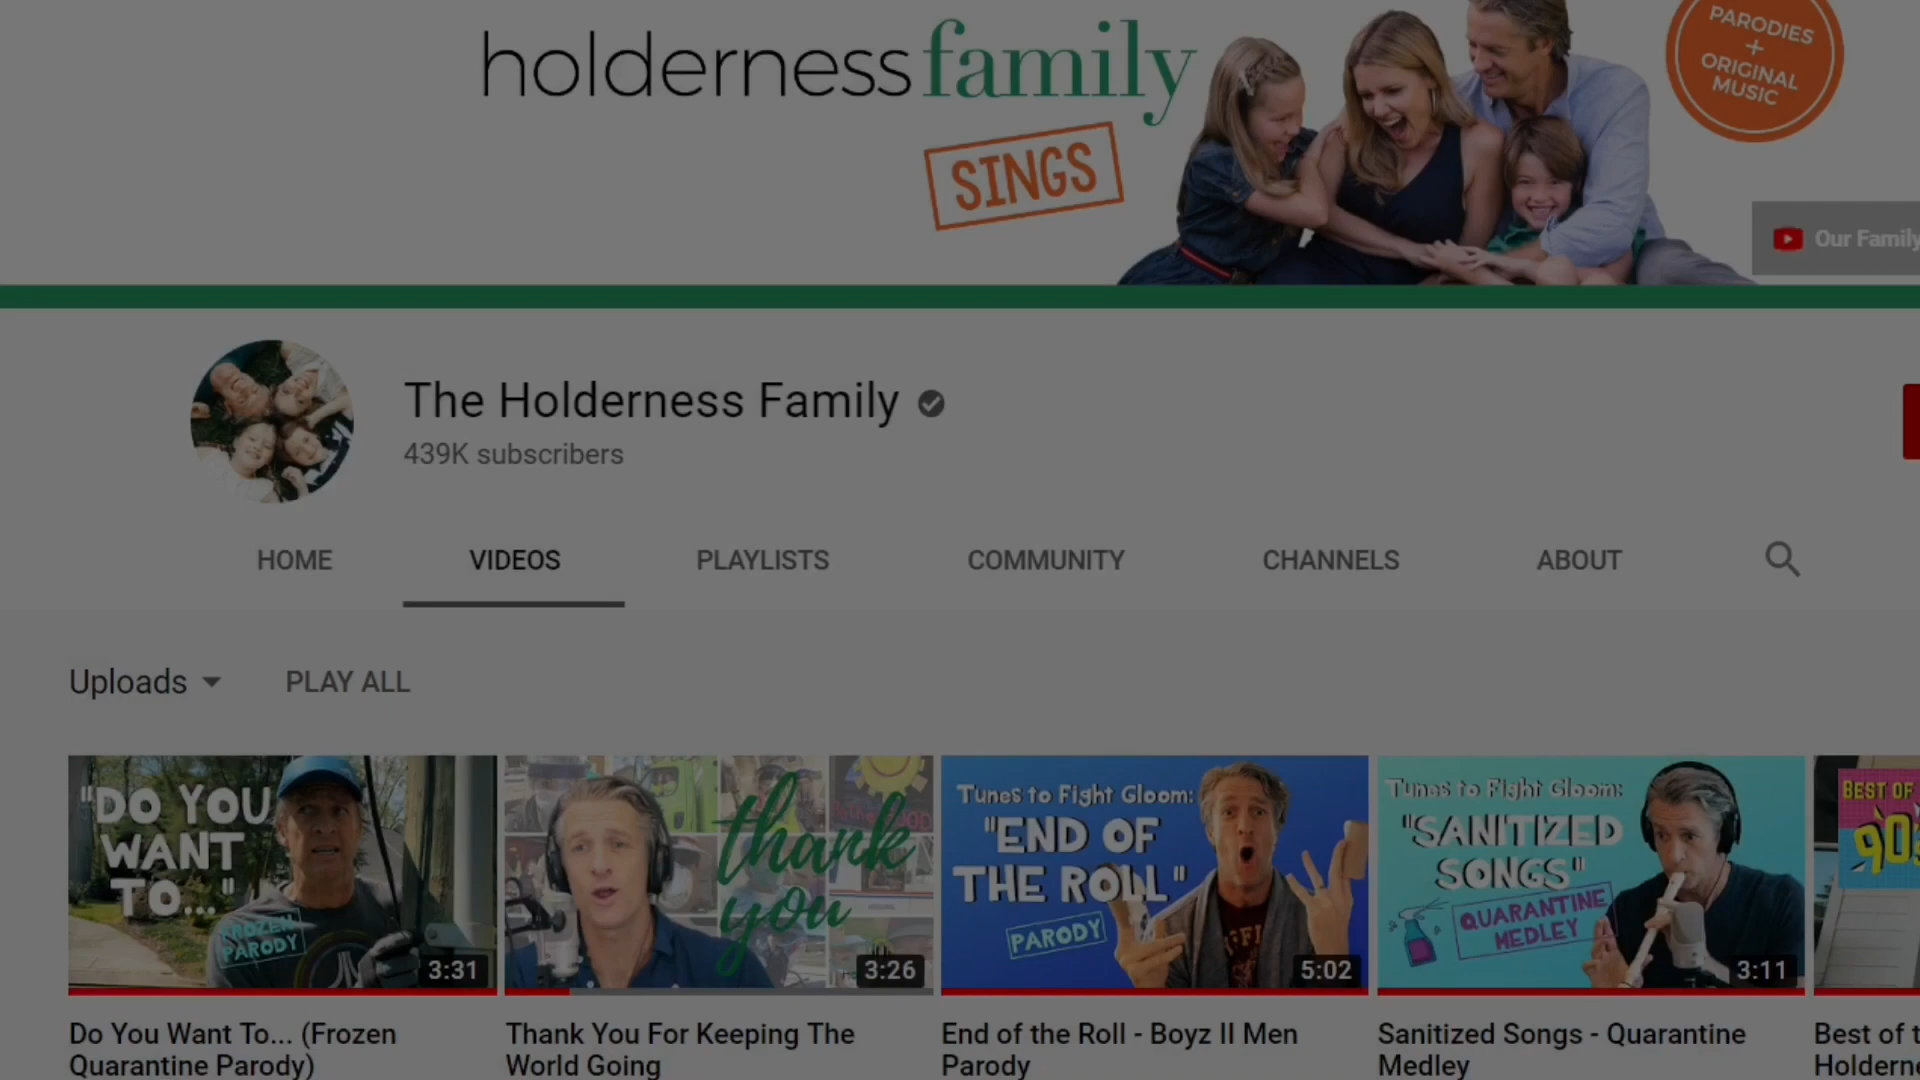 holderness family
SINGS
PARODIES
+
ORIGINAL
MUSIC
Our Family
The Holderness Family
439K subscribers
HOME VIDEOS PLAYLISTS COMMUNITY CHANNELS ABOUT
Uploads PLAY ALL
"DO YOU
WANT
TO..."
FROZEN
PARODY
3:31
thank
you
3:26
Tunes to Fight Gloom:
"END OF
THE ROLL"
PARODY
5:02
Tunes to Fight Gloom:
"SANITIZED
SONGS"
QUARANTINE
MEDLEY
3:11
BEST OF
90
Do You Want To... (Frozen
Quarantine Parody)
Thank You For Keeping The
World Going
End of the Roll - Boyz II Men
Parody
Sanitized Songs - Quarantine
Medley
Best of